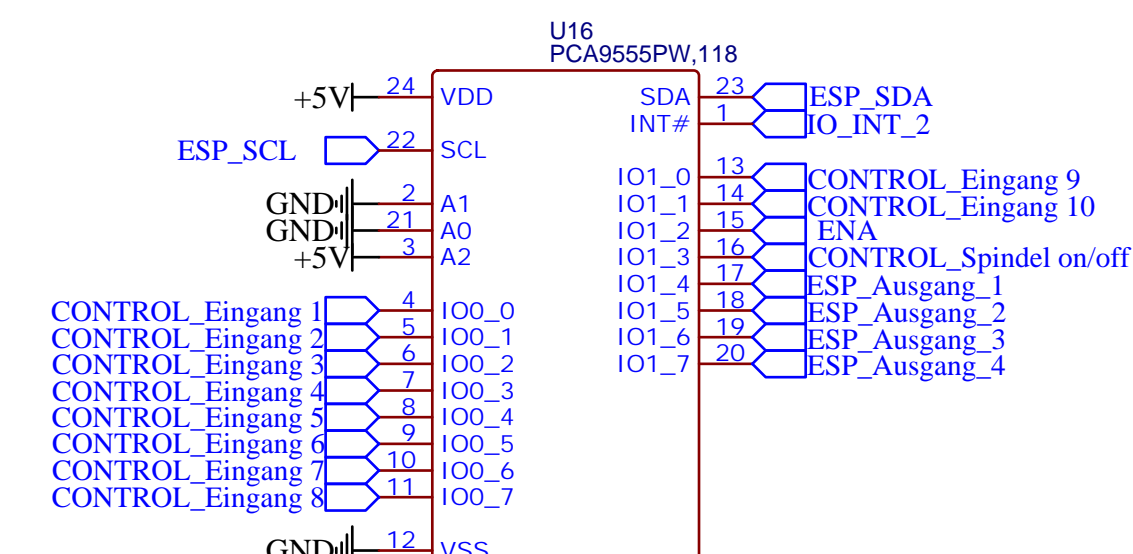 U16
PCA9555PW,118
+5V 24 VDD SDA 23 ESP_SDA
INT# 1 IO_INT_2
ESP_SCL 22 SCL
IO1_0 13 CONTROL_Eingang 9
GND 2 A1 IO1_1 14 CONTROL_Eingang 10
GND 21 A0 IO1_2 15 ENA
+5V 3 A2 IO1_3 16 CONTROL_Spindel on/off
IO1_4 17 ESP_Ausgang_1
CONTROL_Eingang 1 4 IO0_0 IO1_5 18 ESP_Ausgang_2
CONTROL_Eingang 2 5 IO0_1 IO1_6 19 ESP_Ausgang_3
CONTROL_Eingang 3 6 IO0_2 IO1_7 20 ESP_Ausgang_4
CONTROL_Eingang 4 7 IO0_3
CONTROL_Eingang 5 8 IO0_4
CONTROL_Eingang 6 9 IO0_5
CONTROL_Eingang 7 10 IO0_6
CONTROL_Eingang 8 11 IO0_7
GND 12 VSS